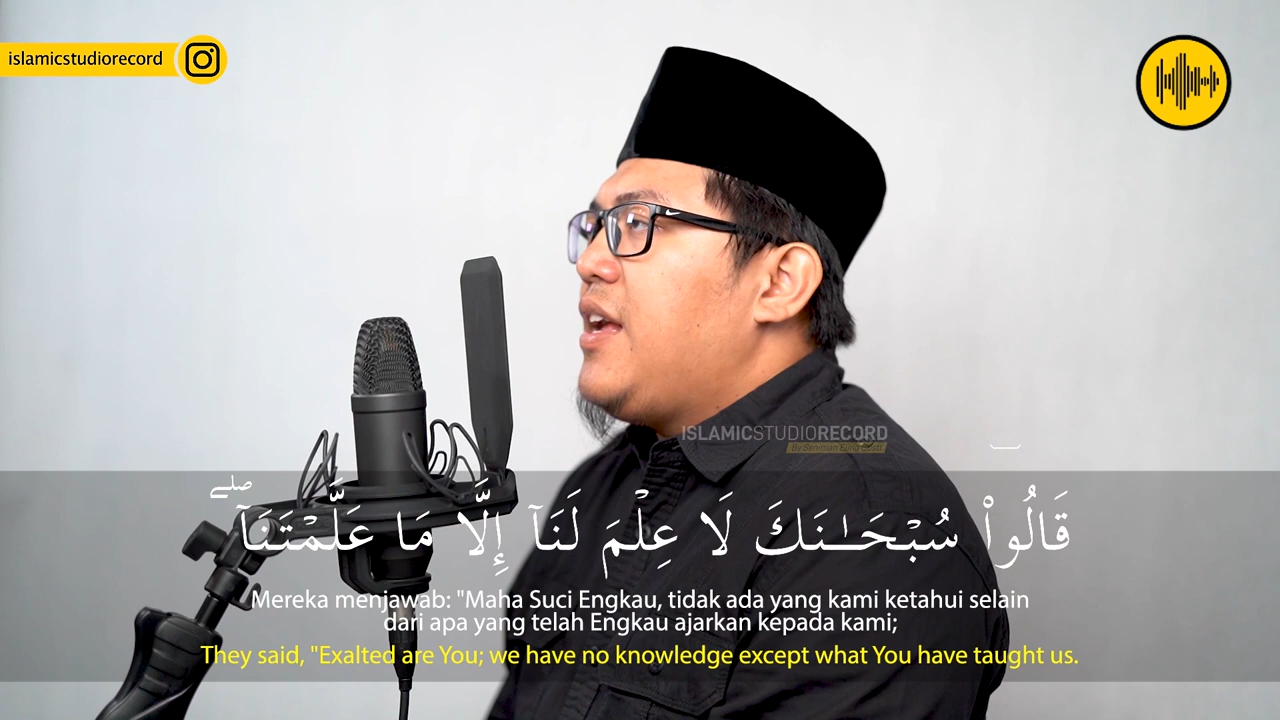 islamicstudiorecord
ISLAMICSTUDIORECORD
قَالُوا۟ سُبْحَـٰنَكَ لَا عِلْمَ لَنَآ إِلَّا مَا عَلَّمْتَنَآ ۖ
Mereka menjawab: "Maha Suci Engkau, tidak ada yang kami ketahui selain
dari apa yang telah Engkau ajarkan kepada kami;
They said, "Exalted are You; we have no knowledge except what You have taught us.